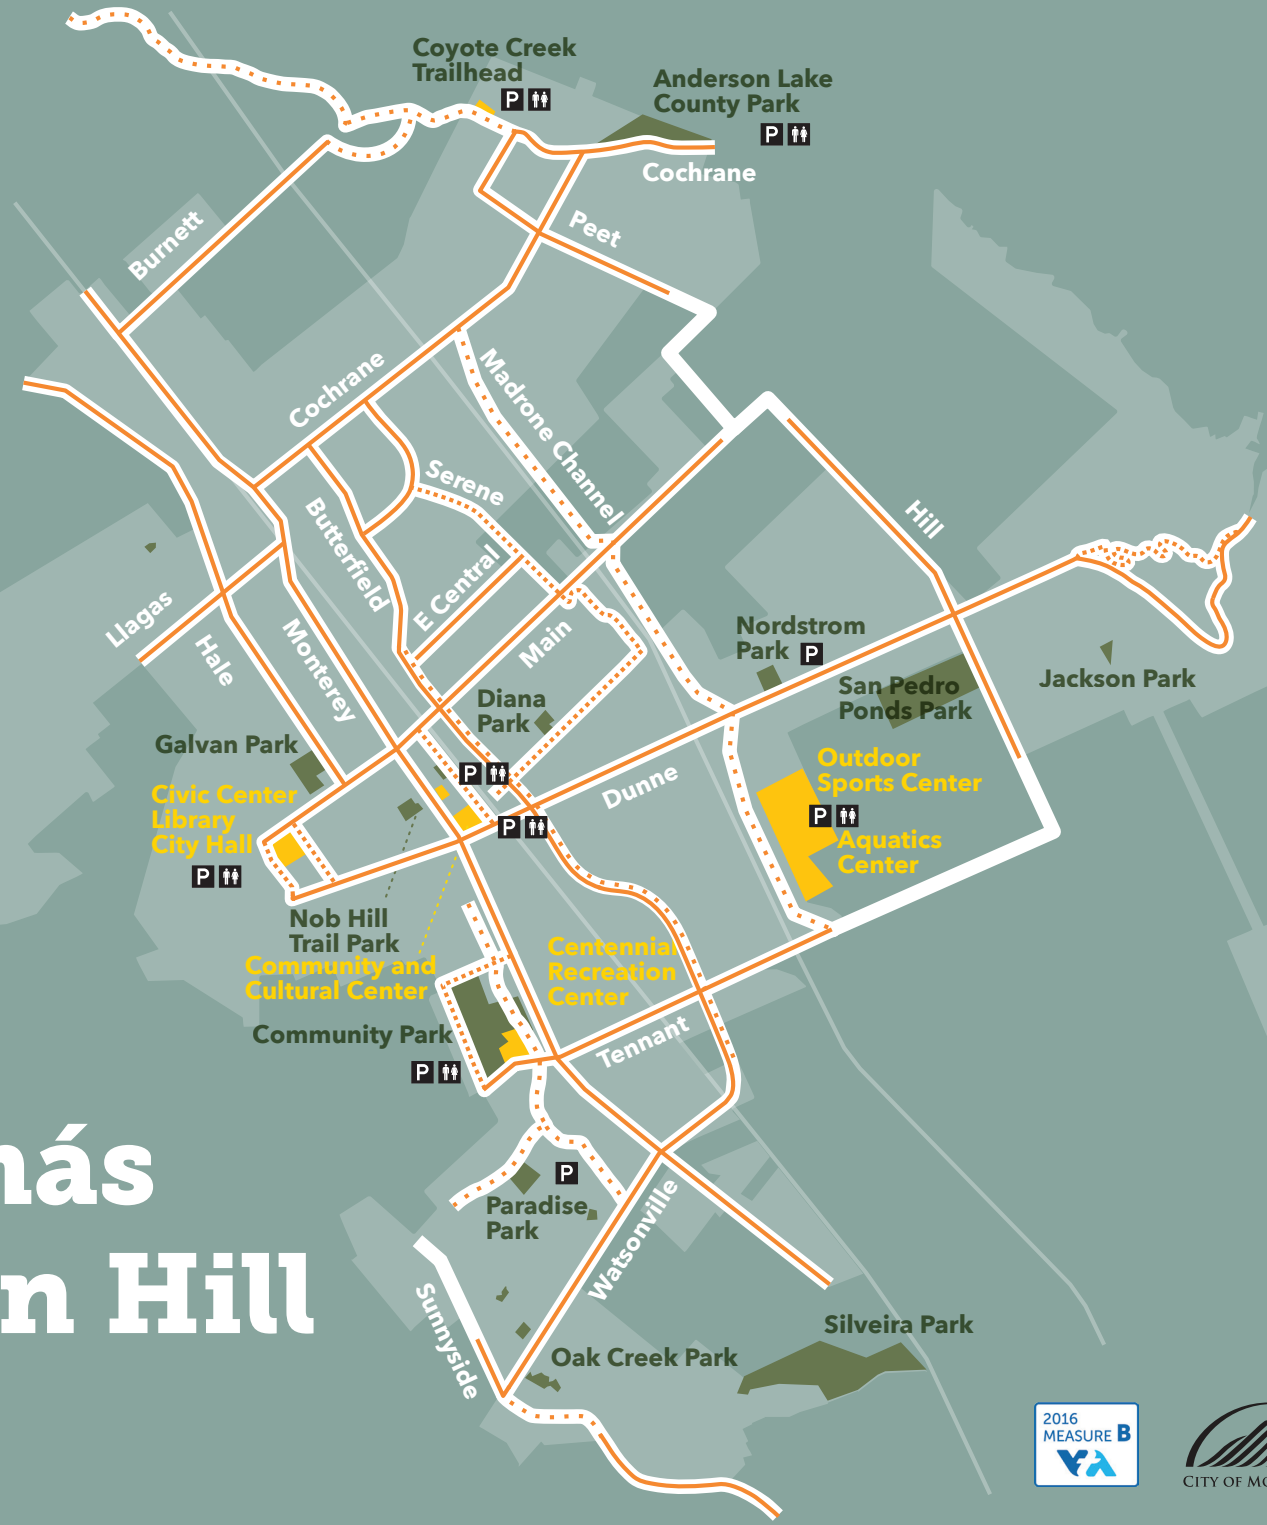 Coyote Creek
Trailhead
P
Anderson Lake
County Park
P
Cochrane
Peet
Burnett
Cochrane
Madrone Channel
Serene
Butterfield
Hill
E Central
Llagas
Hale
Monterey
Main
Nordstrom
Park P
San Pedro
Ponds Park
Jackson Park
Diana
Park
Galvan Park
P
Dunne
Outdoor
Sports Center
P
Aquatics
Center
Civic Center
Library
City Hall
P
P
Nob Hill
Trail Park
Community and
Cultural Center
Centennial
Recreation
Center
Community Park
P
Tennant
más
n Hill
P
Paradise
Park
Watsonville
Sunnyside
Silveira Park
Oak Creek Park
2016
MEASURE B
VTA
CITY OF MO